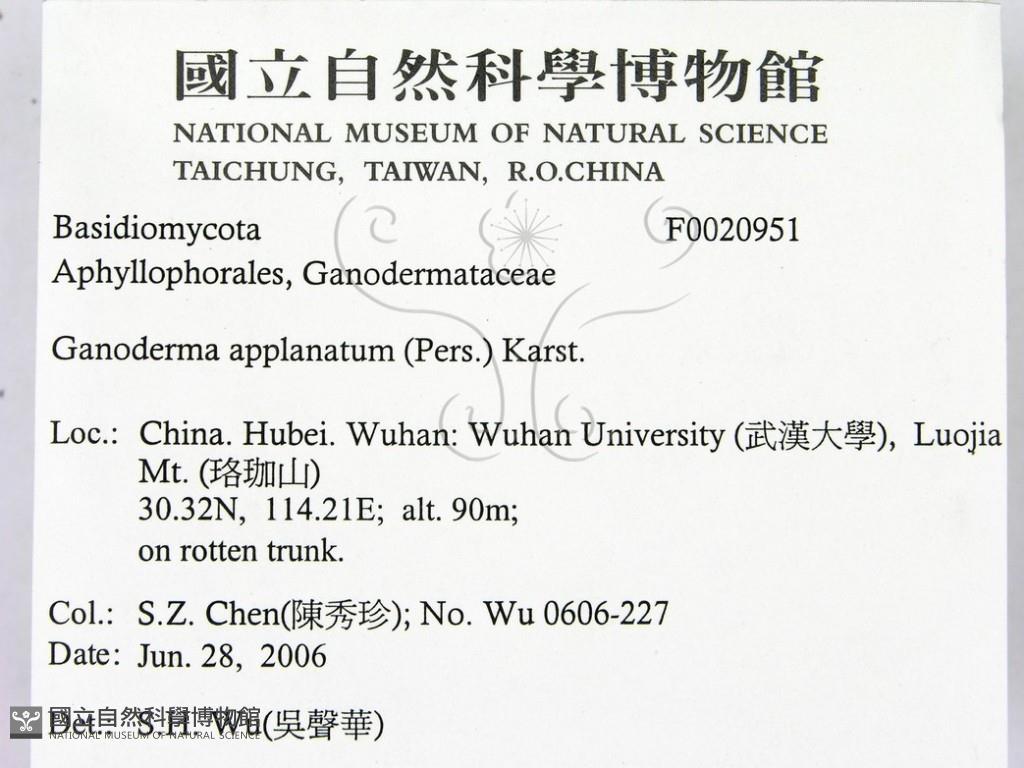 國立自然科學博物館
NATIONAL MUSEUM OF NATURAL SCIENCE
TAICHUNG, TAIWAN, R.O.CHINA
Basidiomycota F0020951
Aphyllophorales, Ganodermataceae
Ganoderma applanatum (Pers.) Karst.
Loc.: China. Hubei. Wuhan: Wuhan University (武漢大學), Luojia
Mt. (珞珈山)
30.32N, 114.21E; alt. 90m;
on rotten trunk.
Col.: S.Z. Chen(陳秀珍); No. Wu 0606-227
Date: Jun. 28, 2006
Det.: S.H. Wu(吳聲華)
國立自然科學博物館
NATIONAL MUSEUM OF NATURAL SCIENCE